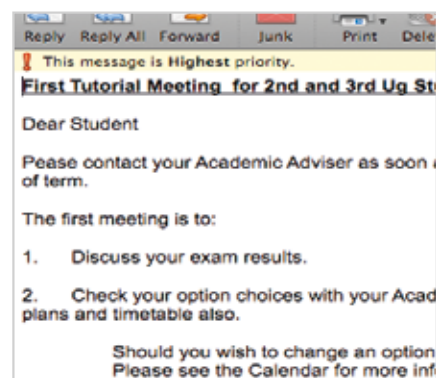 Reply Reply All Forward Junk Print Dele
This message is Highest priority.
First Tutorial Meeting for 2nd and 3rd Ug St
Dear Student
Pease contact your Academic Adviser as soon
of term.
The first meeting is to:
1. Discuss your exam results.
2. Check your option choices with your Acad
plans and timetable also.
Should you wish to change an option
Please see the Calendar for more inf